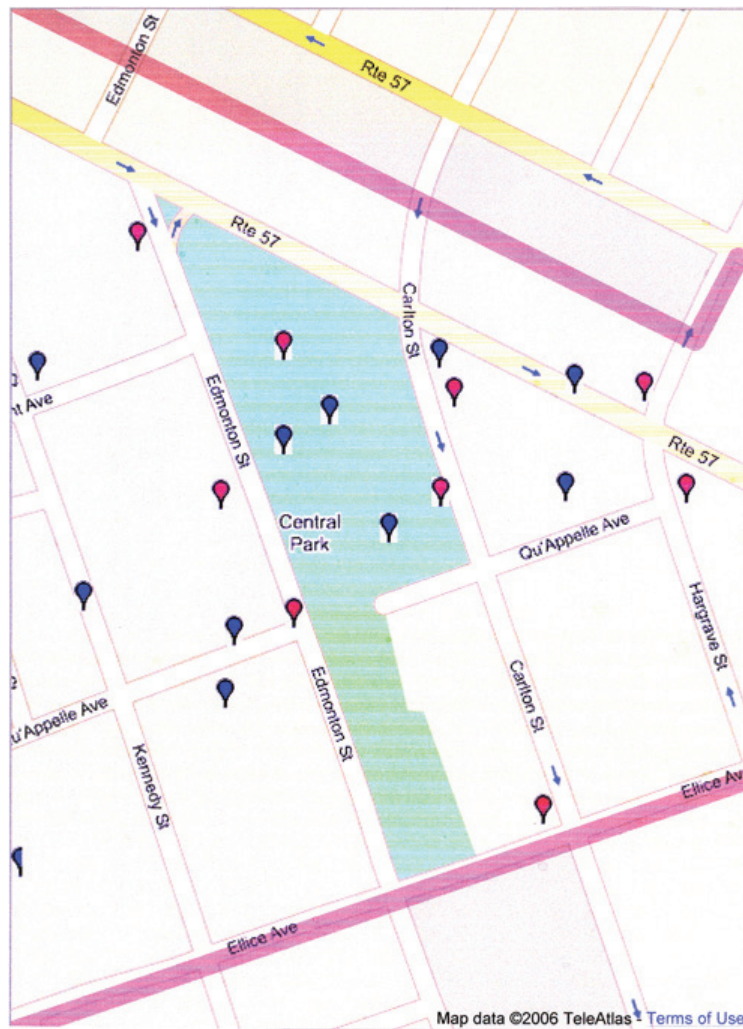 Edmonton St
Rte 57
Rte 57
Carlton St
nt Ave
Edmonton St
Rte 57
Central
Park
Qu'Appelle Ave
Hargrave St
Edmonton St
Carlton St
u'Appelle Ave
Kennedy St
Ellice Av
Ellice Ave
Map data ©2006 TeleAtlas - Terms of Use